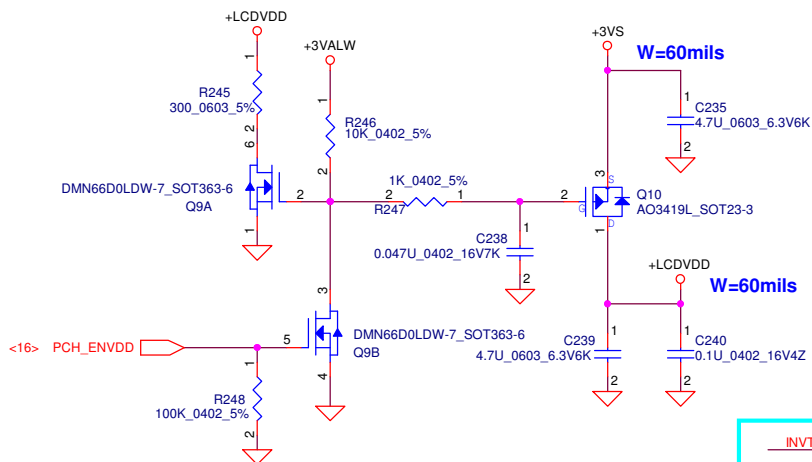 +LCDVDD
+3VALW
+3VS
W=60mils
1
R245
300_0603_5%
2
6
1
R246
10K_0402_5%
2
1
C235
4.7U_0603_6.3V6K
2
DMN66D0LDW-7_SOT363-6
Q9A
2
1
1K_0402_5%
2
R247
1
2
G
3
S
D
1
Q10
AO3419L_SOT23-3
1
C238
0.047U_0402_16V7K
2
+LCDVDD
W=60mils
3
DMN66D0LDW-7_SOT363-6
Q9B
5
4
<16> PCH_ENVDD
1
R248
100K_0402_5%
2
C239
4.7U_0603_6.3V6K
1
2
1
C240
0.1U_0402_16V4Z
2
INVT